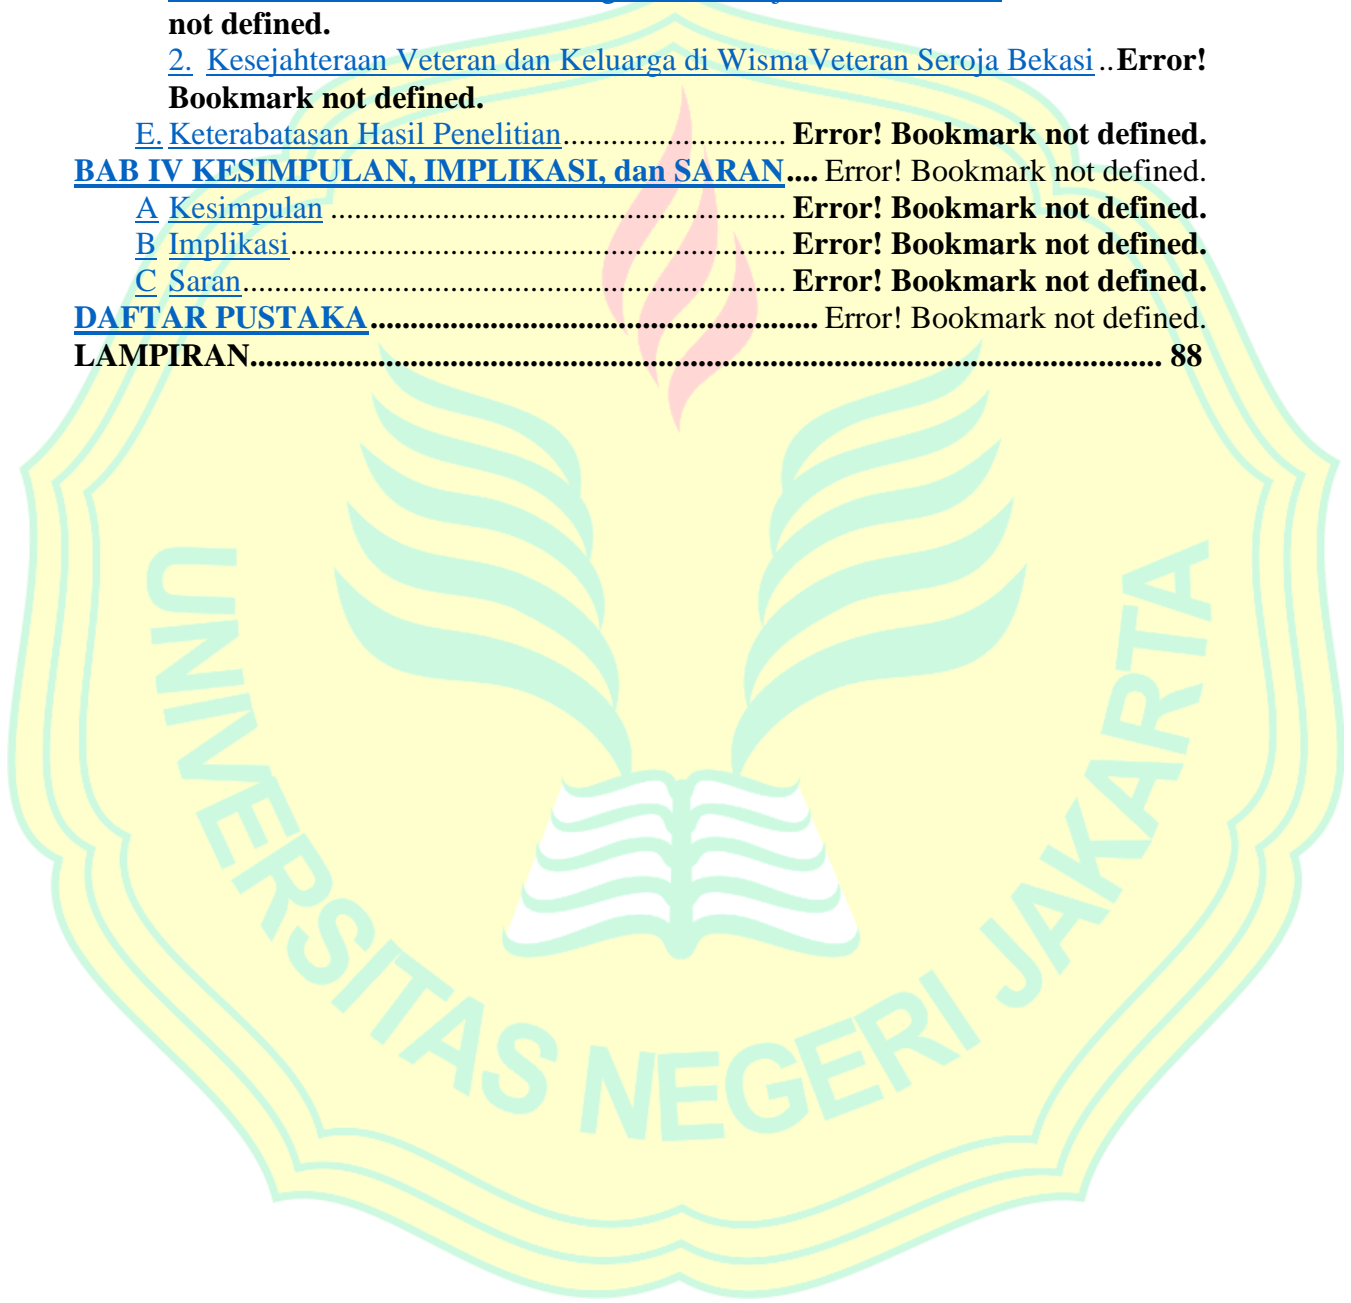 not defined.
2. Kesejahteraan Veteran dan Keluarga di WismaVeteran Seroja Bekasi..Error!
Bookmark not defined.
E. Keterabatasan Hasil Penelitian........................ Error! Bookmark not defined.
BAB IV KESIMPULAN, IMPLIKASI, dan SARAN.... Error! Bookmark not defined.
A Kesimpulan ................................................ Error! Bookmark not defined.
B Implikasi.................................................... Error! Bookmark not defined.
C Saran......................................................... Error! Bookmark not defined.
DAFTAR PUSTAKA......................................................... Error! Bookmark not defined.
LAMPIRAN................................................................................................ 88
UNIVERSITAS NEGERI JAKARTA